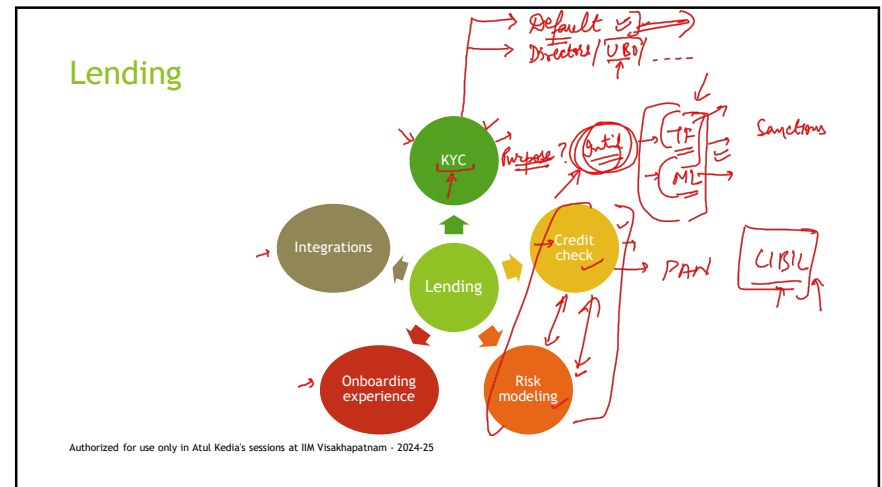 Lending
Default
Directors/UBO/.....
KYC
Purpose?
TF
ML
Sanctions
Integrations
Credit
check
PAN
CIBIL
Lending
Onboarding
experience
Risk
modeling
Authorized for use only in Atul Kedia's sessions at IIM Visakhapatnam - 2024-25